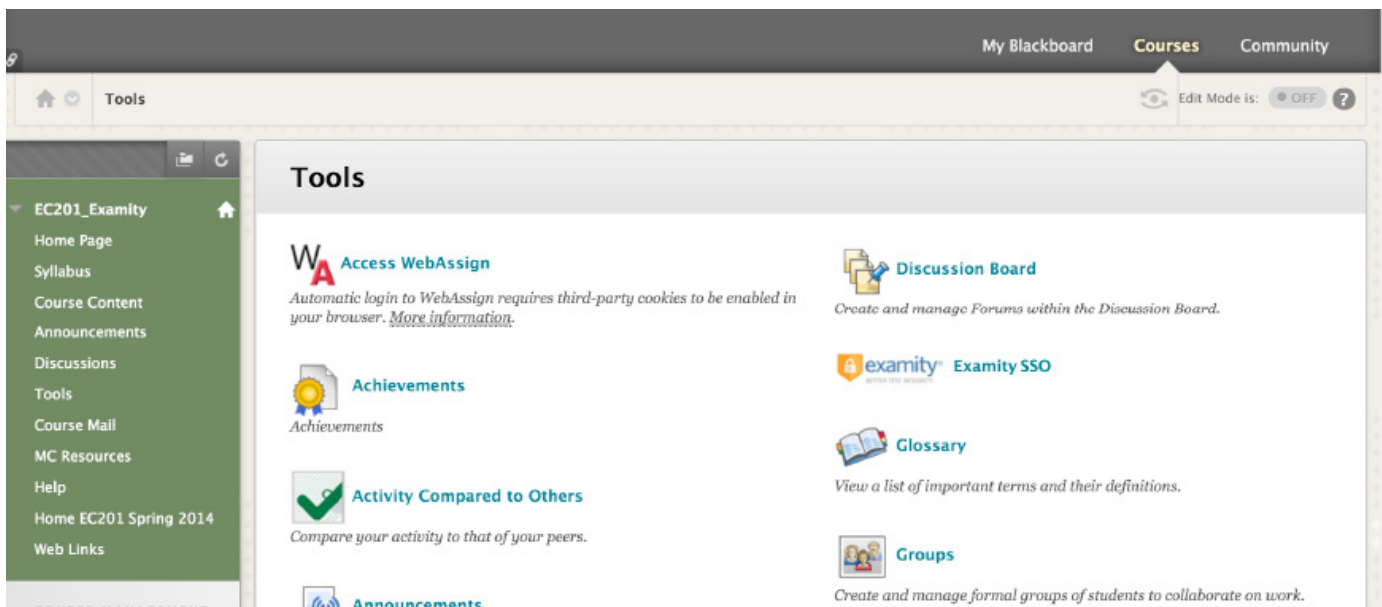 My Blackboard Courses Community
Tools
Edit Mode is: OFF ?
EC201_Examity
Home Page
Syllabus
Course Content
Announcements
Discussions
Tools
Course Mail
MC Resources
Help
Home EC201 Spring 2014
Web Links
Tools
WA Access WebAssign
Automatic login to WebAssign requires third-party cookies to be enabled in
your browser. More information.
Achievements
Achievements
Activity Compared to Others
Compare your activity to that of your peers.
Announcements
Discussion Board
Create and manage Forums within the Discussion Board.
examity Examity SSO
Glossary
View a list of important terms and their definitions.
Groups
Create and manage formal groups of students to collaborate on work.